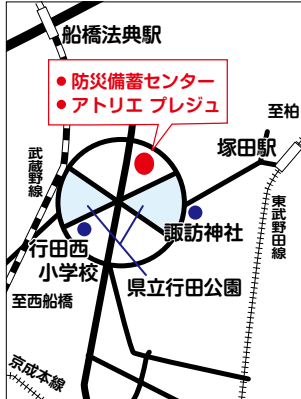 船橋法典駅
● 防災備蓄センター
● アトリエ プレジュ
至柏
塚田駅
武蔵野線
東武野田線
諏訪神社
行田西
小学校
県立行田公園
至西船橋
京成本線